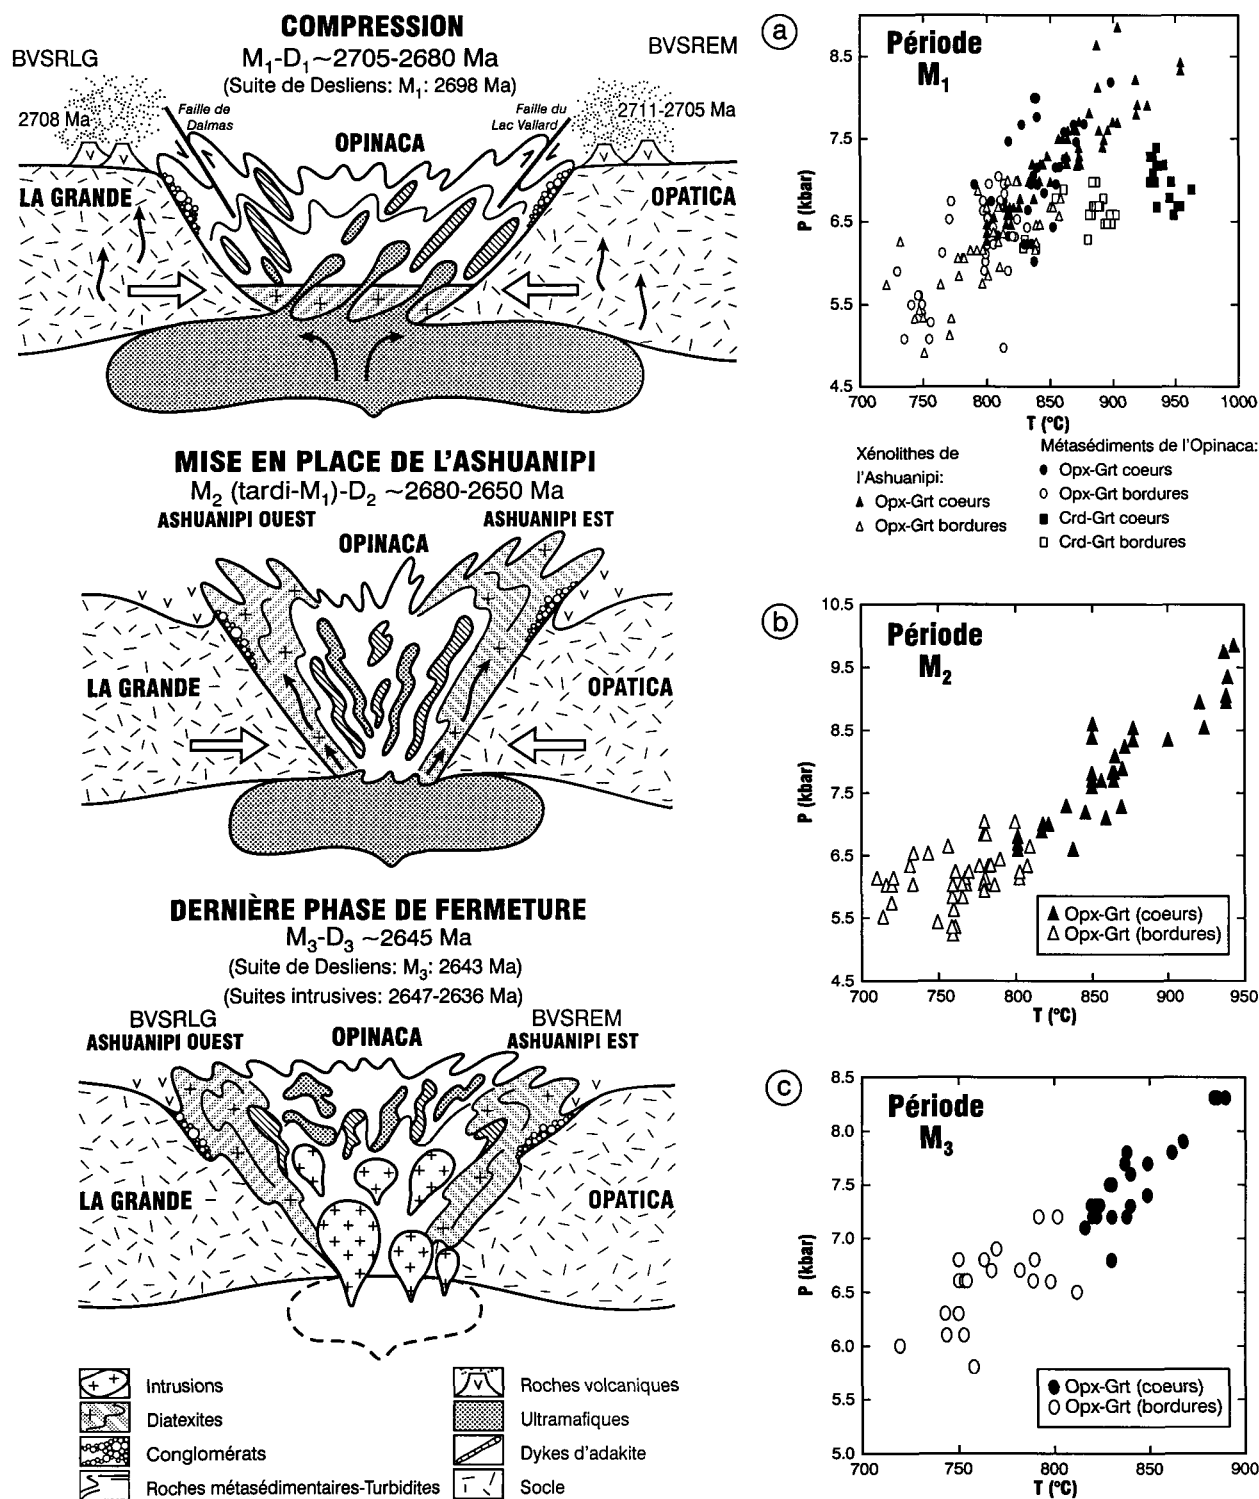 COMPRESSION
M1-D1~2705-2680 Ma
(Suite de Desliens: M1: 2698 Ma)
BVSRLG
BVSREM
2708 Ma
Faille de
Dalmas
Faille du
Lac Vallard
2711-2705 Ma
OPINACA
LA GRANDE
OPATICA
MISE EN PLACE DE L'ASHUANIPI
M2 (tardi-M1)-D2 ~2680-2650 Ma
ASHUANIPI OUEST
ASHUANIPI EST
OPINACA
LA GRANDE
OPATICA
DERNIÈRE PHASE DE FERMETURE
M3-D3 ~2645 Ma
(Suite de Desliens: M3: 2643 Ma)
(Suites intrusives: 2647-2636 Ma)
BVSRLG
ASHUANIPI OUEST
OPINACA
BVSREM
ASHUANIPI EST
LA GRANDE
OPATICA
Intrusions
Diatexites
Conglomérats
Roches métasédimentaires-Turbidites
Roches volcaniques
Ultramafiques
Dykes d'adakite
Socle
a
Période
M1
8.5
7.5
6.5
5.5
4.5
P (kbar)
700 750 800 850 900 950 1000
T (°C)
Xénolithes de
l'Ashuanipi:
Opx-Grt coeurs
Opx-Grt bordures
Métasédiments de l'Opinaca:
Opx-Grt coeurs
Opx-Grt bordures
Crd-Grt coeurs
Crd-Grt bordures
b
Période
M2
10.5
9.5
8.5
7.5
6.5
5.5
4.5
P (kbar)
Opx-Grt (coeurs)
Opx-Grt (bordures)
700 750 800 850 900 950
T (°C)
c
Période
M3
8.5
8.0
7.5
7.0
6.5
6.0
5.5
5.0
P (kbar)
Opx-Grt (coeurs)
Opx-Grt (bordures)
700 750 800 850 900
T (°C)